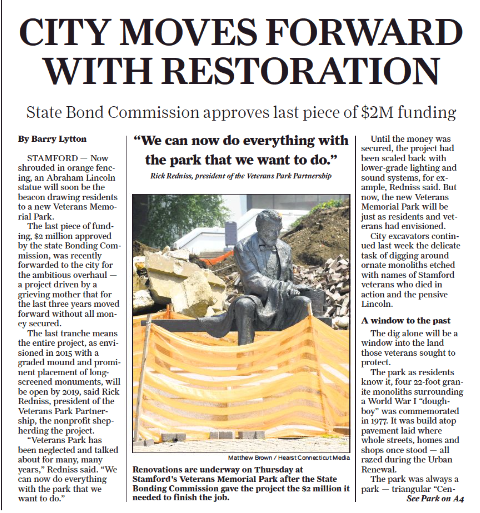 CITY MOVES FORWARD
WITH RESTORATION
State Bond Commission approves last piece of $2M funding
By Barry Lytton
STAMFORD — Now
shrouded in orange fenc-
ing, an Abraham Lincoln
statue will soon be the
beacon drawing residents
to a new Veterans Memo-
rial Park.
The last piece of fund-
ing, $2 million approved
by the state Bonding Com-
mission, was recently
forwarded to the city for
the ambitious overhaul —
a project driven by a
grieving mother that for
the last three years moved
forward without all mon-
ey secured.
The last tranche means
the entire project, as envi-
sioned in 2015 with a
graded mound and promi-
nent placement of long-
screened monuments, will
be open by 2019, said Rick
Redniss, president of the
Veterans Park Partner-
ship, the nonprofit shep-
herding the project.
"Veterans Park has
been neglected and talked
about for many, many
years," Redniss said. "We
can now do everything
with the park that we
want to do."
"We can now do everything with
the park that we want to do."
Rick Redniss, president of the Veterans Park Partnership
Matthew Brown / Hearst Connecticut Media
Renovations are underway on Thursday at
Stamford's Veterans Memorial Park after the State
Bonding Commission gave the project the $2 million it
needed to finish the job.
Until the money was
secured, the project had
been scaled back with
lower-grade lighting and
sound systems, for ex-
ample, Redniss said. But
now, the new Veterans
Memorial Park will be
just as residents and vet-
erans had envisioned.
City excavators contin-
ued last week the delicate
task of digging around
ornate monoliths etched
with names of Stamford
veterans who died in
action and the pensive
Lincoln.
A window to the past
The dig alone will be a
window into the land
those veterans sought to
protect.
The park as residents
know it, four 22-foot gran-
ite monoliths surrounding
a World War I "dough-
boy" was commemorated
in 1977. It was build atop
pavement laid where
whole streets, homes and
shops once stood — all
razed during the Urban
Renewal.
The park was always a
park — triangular "Cen-
See Park on A4